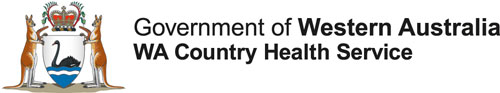 Government of Western Australia
WA Country Health Service